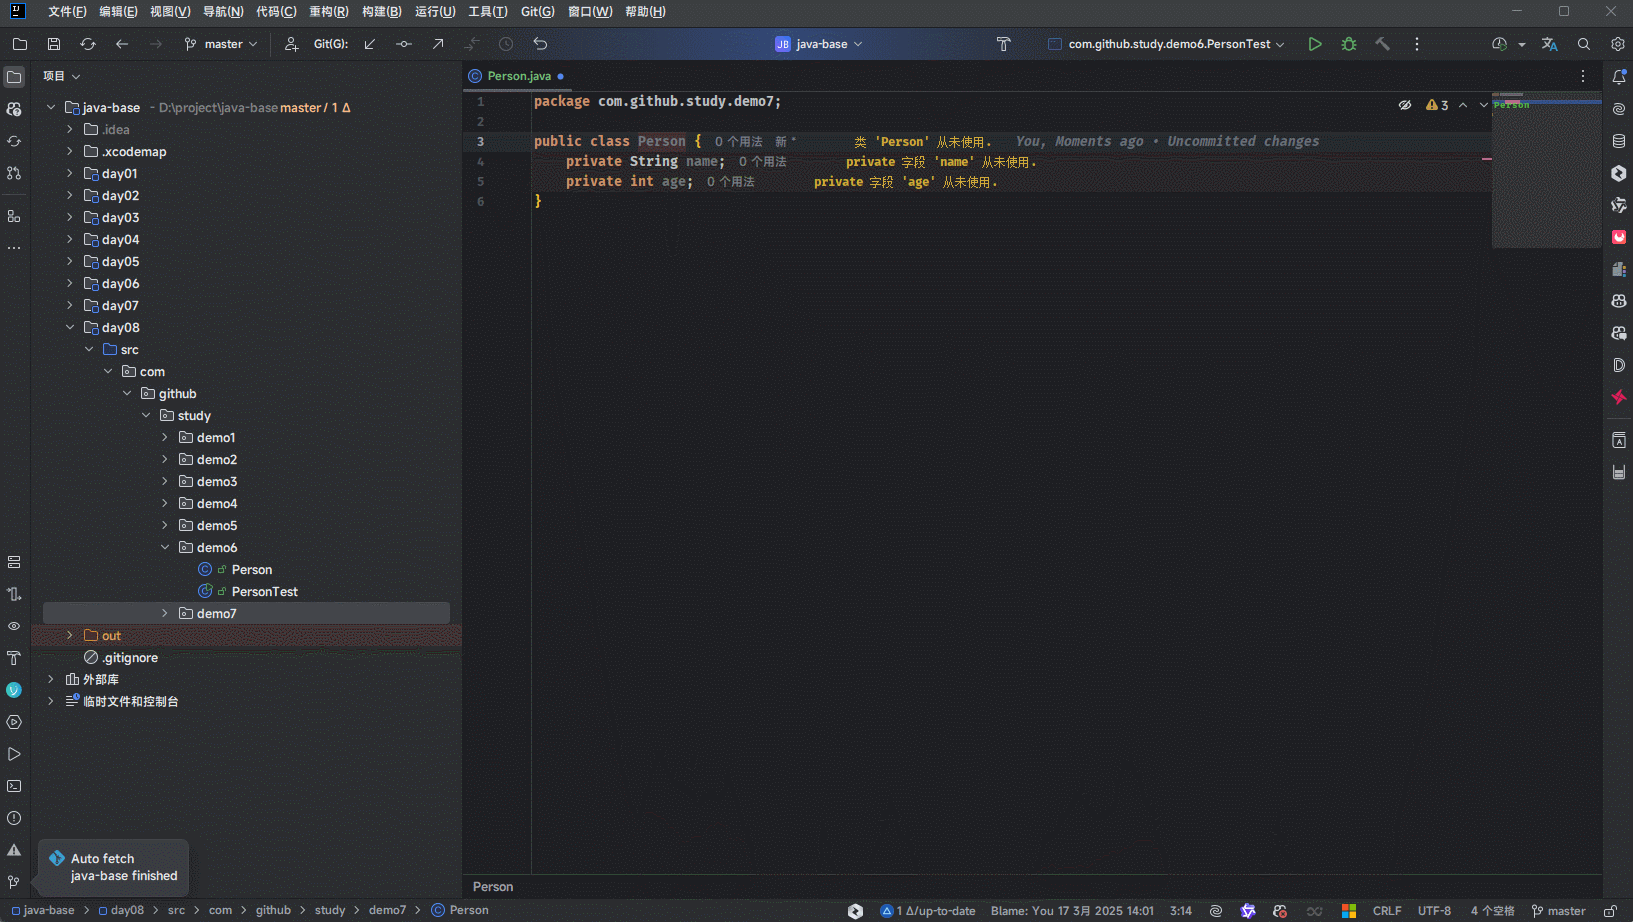 文件(F) 编辑(E) 视图(V) 导航(N) 代码(C) 重构(R) 构建(B) 运行(U) 工具(T) Git(G) 窗口(W) 帮助(H)
master Git(G): JB java-base com.github.study.demo6.PersonTest
项目
Person.java
java-base - D:\project\java-base master / 1 Δ
.idea
.xcodemap
day01
day02
day03
day04
day05
day06
day07
day08
src
com
github
study
demo1
demo2
demo3
demo4
demo5
demo6
Person
PersonTest
demo7
out
.gitignore
外部库
临时文件和控制台
1 package com.github.study.demo7;
2
3 public class Person { 0 个用法 新 * 类 'Person' 从未使用. You, Moments ago • Uncommitted changes
4 private String name; 0 个用法 private 字段 'name' 从未使用.
5 private int age; 0 个用法 private 字段 'age' 从未使用.
6 }
3
Person
Auto fetch
java-base finished
Person
java-base > day08 > src > com > github > study > demo7 > Person
1 Δ/up-to-date Blame: You 17 3月 2025 14:01 3:14 CRLF UTF-8 4 个空格 master